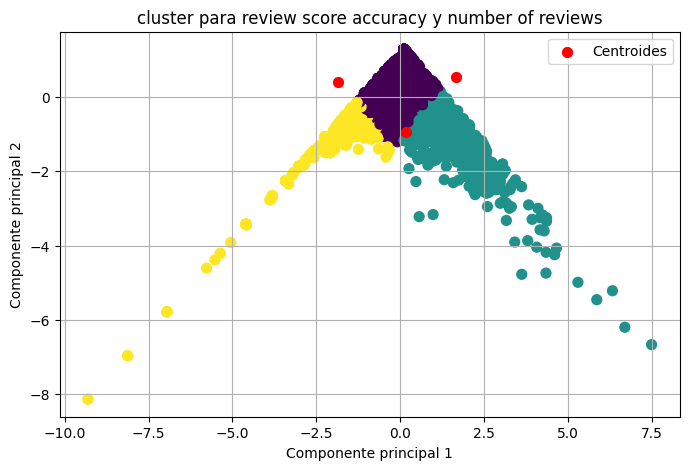 cluster para review score accuracy y number of reviews
Centroides
0
−2
−4
−6
−8
Componente principal 2
−10.0 −7.5 −5.0 −2.5 0.0 2.5 5.0 7.5
Componente principal 1